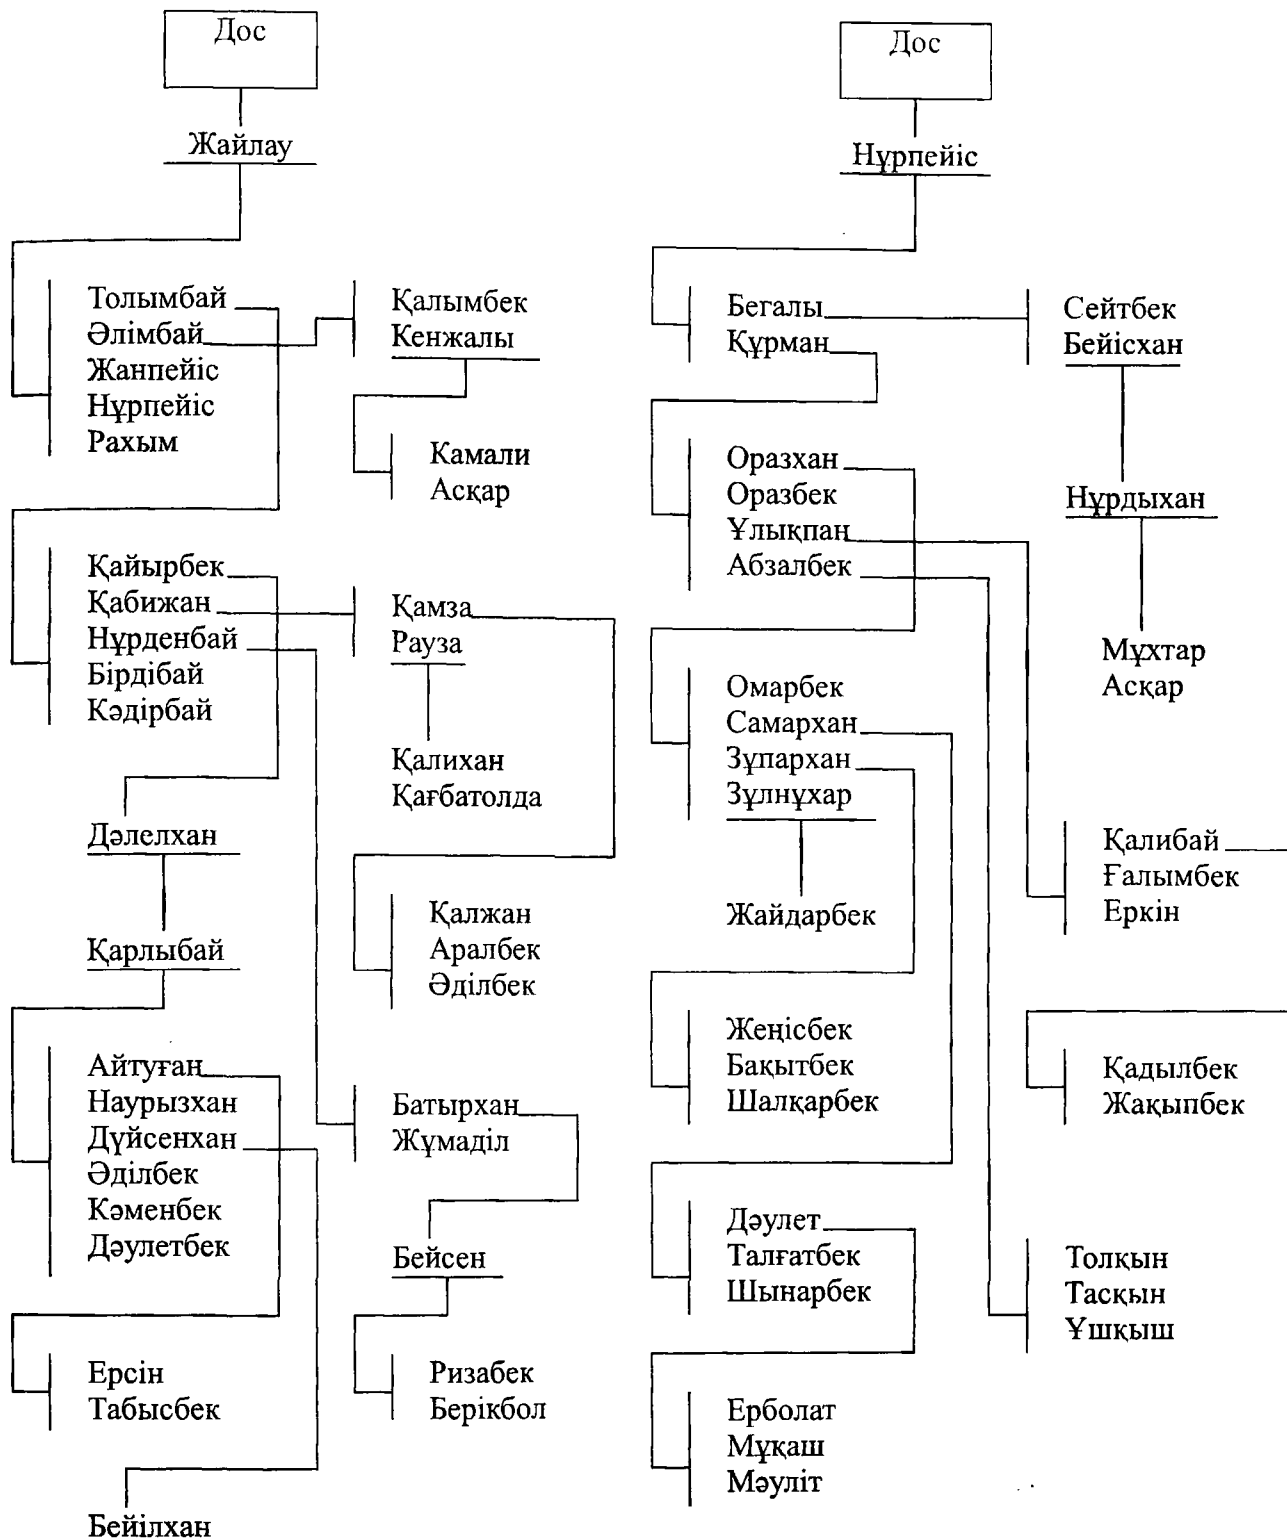 Дос
Жайлау
Толымбай
Әлімбай
Жанпейіс
Нұрпейіс
Рахым
Қалымбек
Кенжалы
Камали
Асқар
Қайырбек
Қабижан
Нұрденбай
Бірдібай
Кәдірбай
Қамза
Рауза
Қалихан
Қағбатолда
Дәлелхан
Қарлыбай
Қалжан
Аралбек
Әділбек
Айтуған
Наурызхан
Дүйсенхан
Әділбек
Кәменбек
Дәулетбек
Батырхан
Жұмаділ
Бейсен
Ерсін
Табысбек
Ризабек
Берікбол
Бейілхан
Дос
Нұрпейіс
Бегалы
Құрман
Сейтбек
Бейісхан
Оразхан
Оразбек
Ұлықпан
Абзалбек
Нұрдыхан
Мұхтар
Асқар
Омарбек
Самархан
Зұпархан
Зұлнұхар
Жайдарбек
Қалибай
Ғалымбек
Еркін
Жеңісбек
Бақытбек
Шалқарбек
Қадылбек
Жақыпбек
Дәулет
Талғатбек
Шынарбек
Толқын
Тасқын
Ұшқыш
Ерболат
Мұқаш
Мәуліт